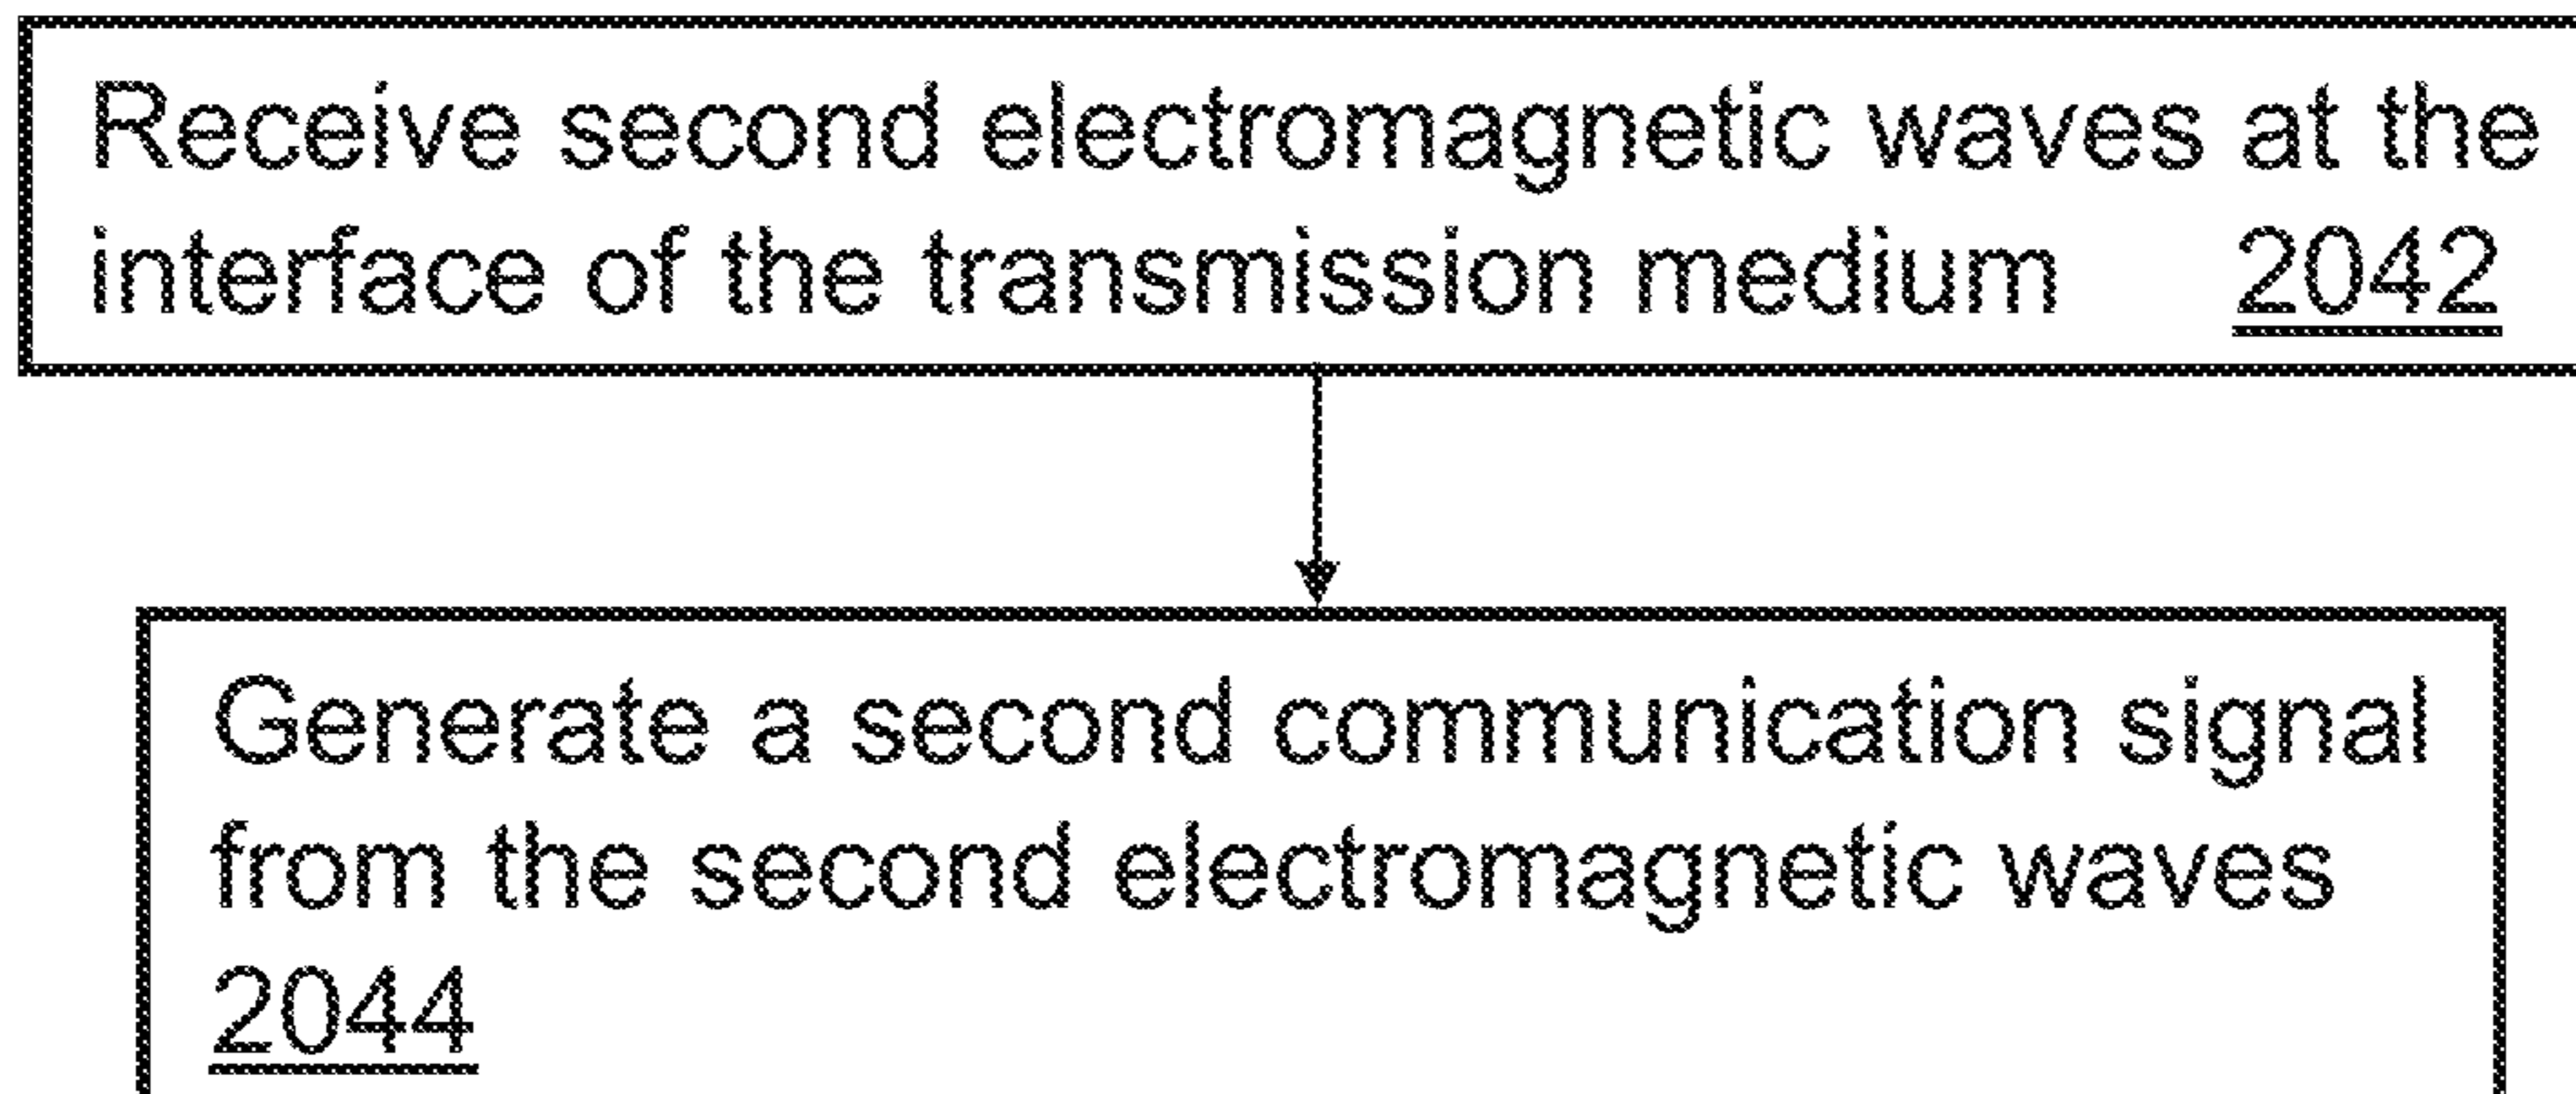 Receive second electromagnetic waves at the
interface of the transmission medium 2042
Generate a second communication signal
from the second electromagnetic waves
2044